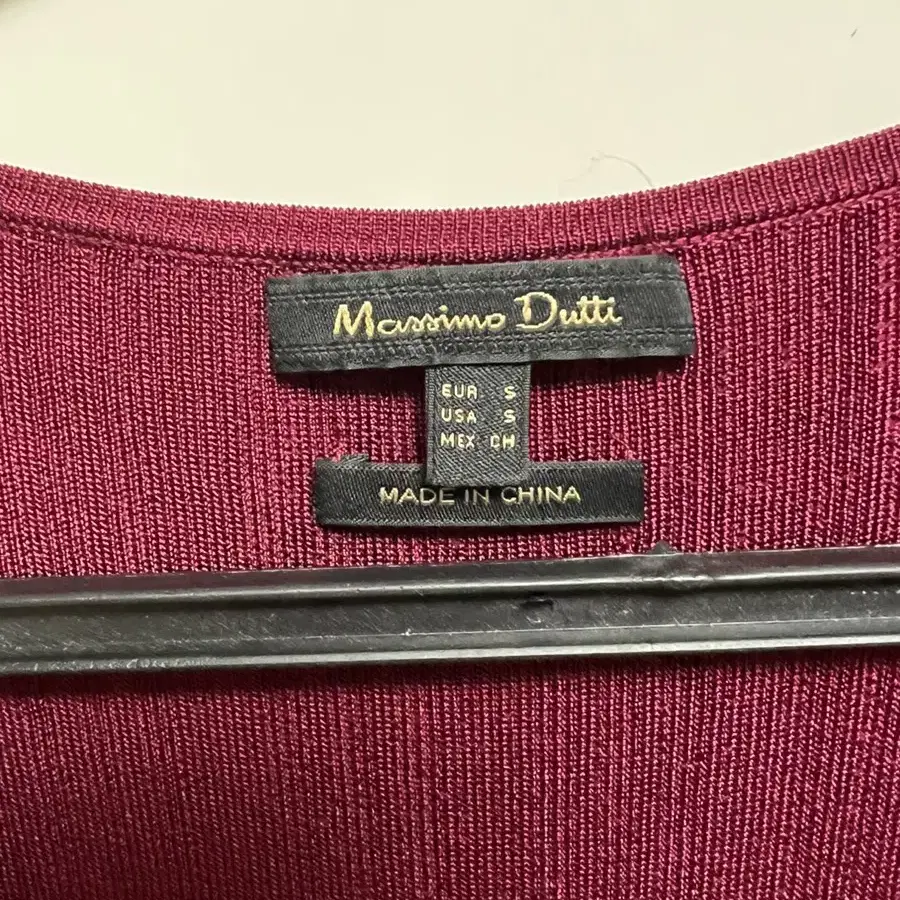 Massimo Dutti
EUR S
USA S
MEX CH
MADE IN CHINA